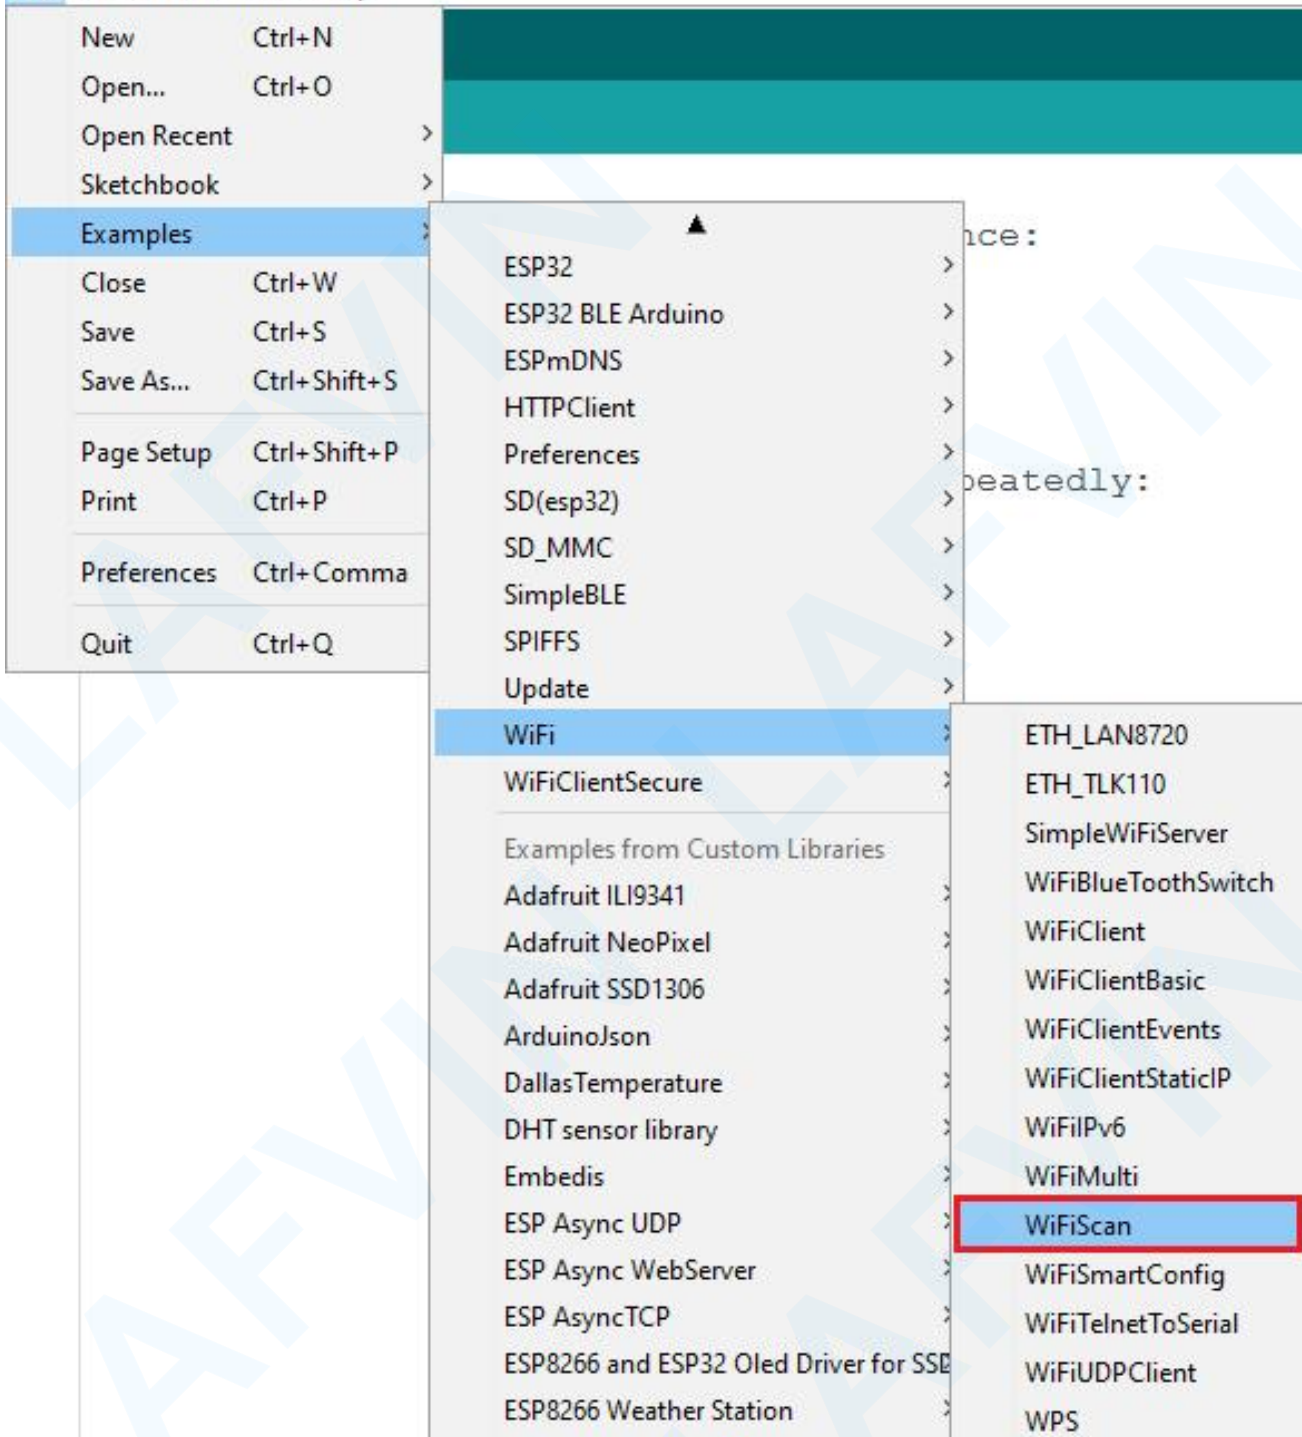 New Ctrl+N
Open... Ctrl+O
Open Recent
Sketchbook
Examples
Close Ctrl+W
Save Ctrl+S
Save As... Ctrl+Shift+S
Page Setup Ctrl+Shift+P
Print Ctrl+P
Preferences Ctrl+Comma
Quit Ctrl+Q
ESP32
ESP32 BLE Arduino
ESPmDNS
HTTPClient
Preferences
SD(esp32)
SD_MMC
SimpleBLE
SPIFFS
Update
WiFi
WiFiClientSecure
Examples from Custom Libraries
Adafruit ILI9341
Adafruit NeoPixel
Adafruit SSD1306
ArduinoJson
DallasTemperature
DHT sensor library
Embedis
ESP Async UDP
ESP Async WebServer
ESP AsyncTCP
ESP8266 and ESP32 Oled Driver for SSD
ESP8266 Weather Station
ETH_LAN8720
ETH_TLK110
SimpleWiFiServer
WiFiBlueToothSwitch
WiFiClient
WiFiClientBasic
WiFiClientEvents
WiFiClientStaticIP
WiFiIPv6
WiFiMulti
WiFiScan
WiFiSmartConfig
WiFiTelnetToSerial
WiFiUDPClient
WPS
nce:
peatedly:
LAFVIN
LAFVIN
LAFVIN
LAFVIN